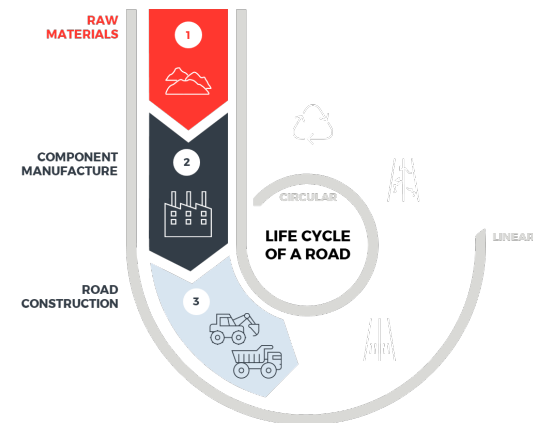 RAW
MATERIALS
1
COMPONENT
MANUFACTURE
2
CIRCULAR
LINEAR
LIFE CYCLE
OF A ROAD
ROAD
CONSTRUCTION
3